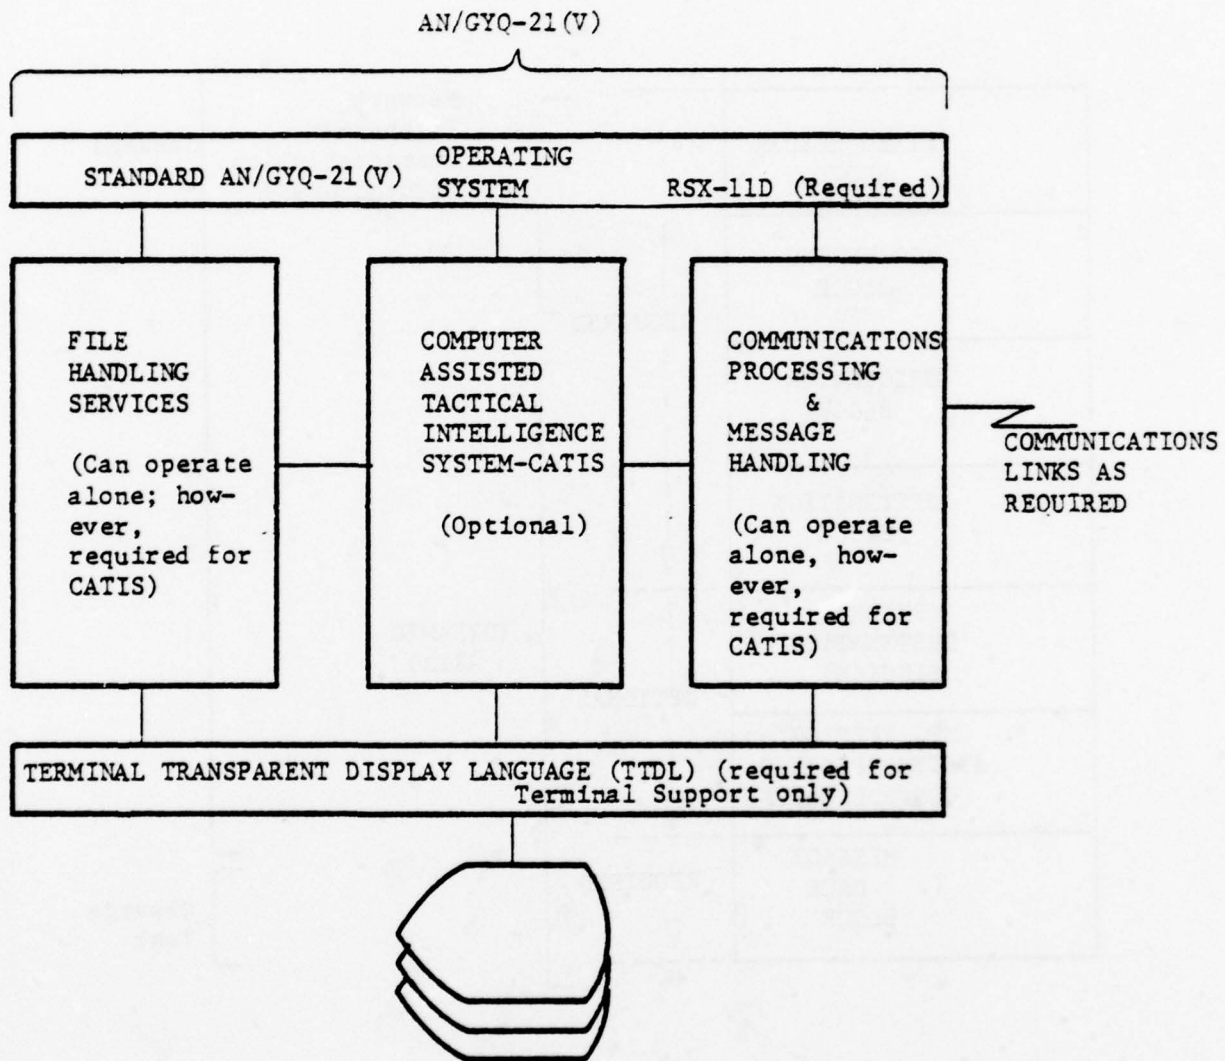 AN/GYQ-21(V)
STANDARD AN/GYQ-21(V)
OPERATING
SYSTEM
RSX-11D (Required)
FILE
HANDLING
SERVICES
(Can operate
alone; how-
ever,
required for
CATIS)
COMPUTER
ASSISTED
TACTICAL
INTELLIGENCE
SYSTEM-CATIS
(Optional)
COMMUNICATIONS
PROCESSING
&
MESSAGE
HANDLING
(Can operate
alone, how-
ever,
required for
CATIS)
COMMUNICATIONS
LINKS AS
REQUIRED
TERMINAL TRANSPARENT DISPLAY LANGUAGE (TTDL) (required for
Terminal Support only)